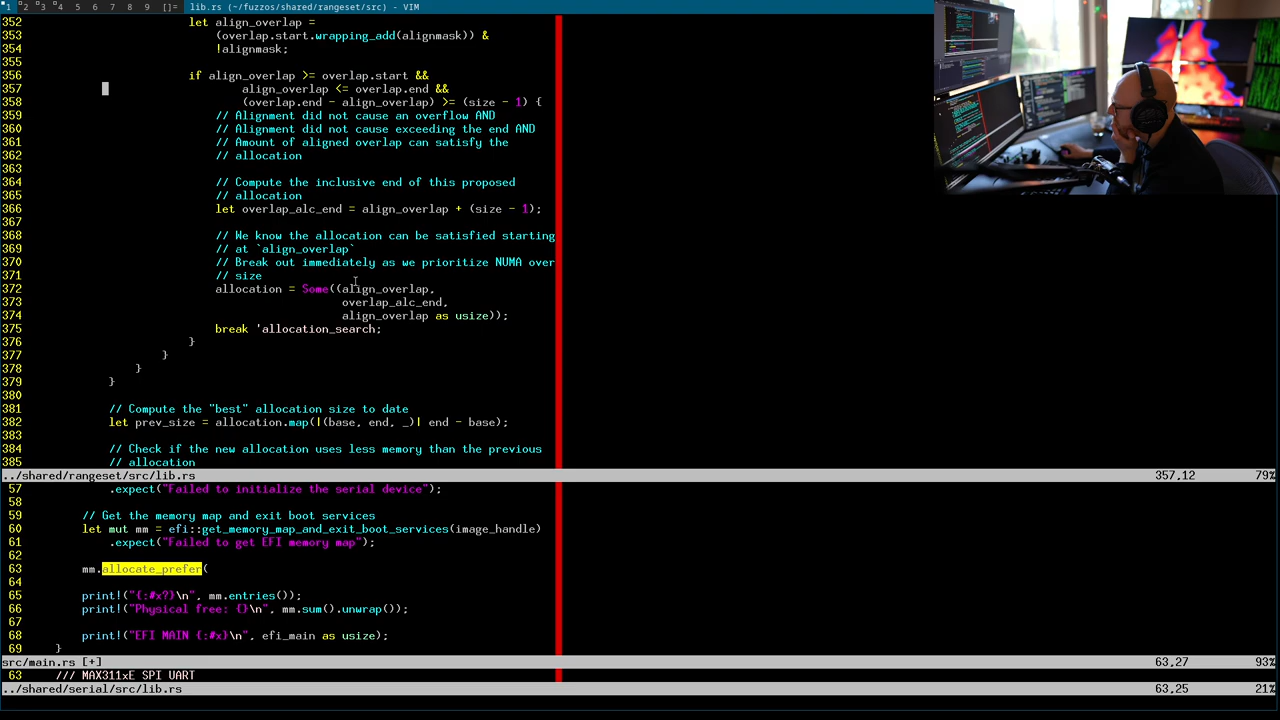 1 2 3 4 5 6 7 8 9 []= lib.rs (~/fuzzos/shared/rangeset/src) - VIM
352 let align_overlap =
353 (overlap.start.wrapping_add(alignmask)) &
354 !alignmask;
355
356 if align_overlap >= overlap.start &&
357 align_overlap <= overlap.end &&
358 (overlap.end - align_overlap) >= (size - 1) {
359 // Alignment did not cause an overflow AND
360 // Alignment did not cause exceeding the end AND
361 // Amount of aligned overlap can satisfy the
362 // allocation
363
364 // Compute the inclusive end of this proposed
365 // allocation
366 let overlap_alc_end = align_overlap + (size - 1);
367
368 // We know the allocation can be satisfied starting
369 // at `align_overlap`
370 // Break out immediately as we prioritize NUMA over
371 // size
372 allocation = Some((align_overlap,
373 overlap_alc_end,
374 align_overlap as usize));
375 break 'allocation_search;
376 }
377 }
378 }
379 }
380
381 // Compute the "best" allocation size to date
382 let prev_size = allocation.map(|(base, end, _)| end - base);
383
384 // Check if the new allocation uses less memory than the previous
385 // allocation
../shared/rangeset/src/lib.rs 357,12 79%
57 .expect("Failed to initialize the serial device");
58
59 // Get the memory map and exit boot services
60 let mut mm = efi::get_memory_map_and_exit_boot_services(image_handle)
61 .expect("Failed to get EFI memory map");
62
63 mm.allocate_prefer(
64
65 print!("{:#x?}\n", mm.entries());
66 print!("Physical free: {}\n", mm.sum().unwrap());
67
68 print!("EFI MAIN {:#x}\n", efi_main as usize);
69 }
src/main.rs [+] 63,27 93%
63 /// MAX311xE SPI UART
../shared/serial/src/lib.rs 63,25 21%